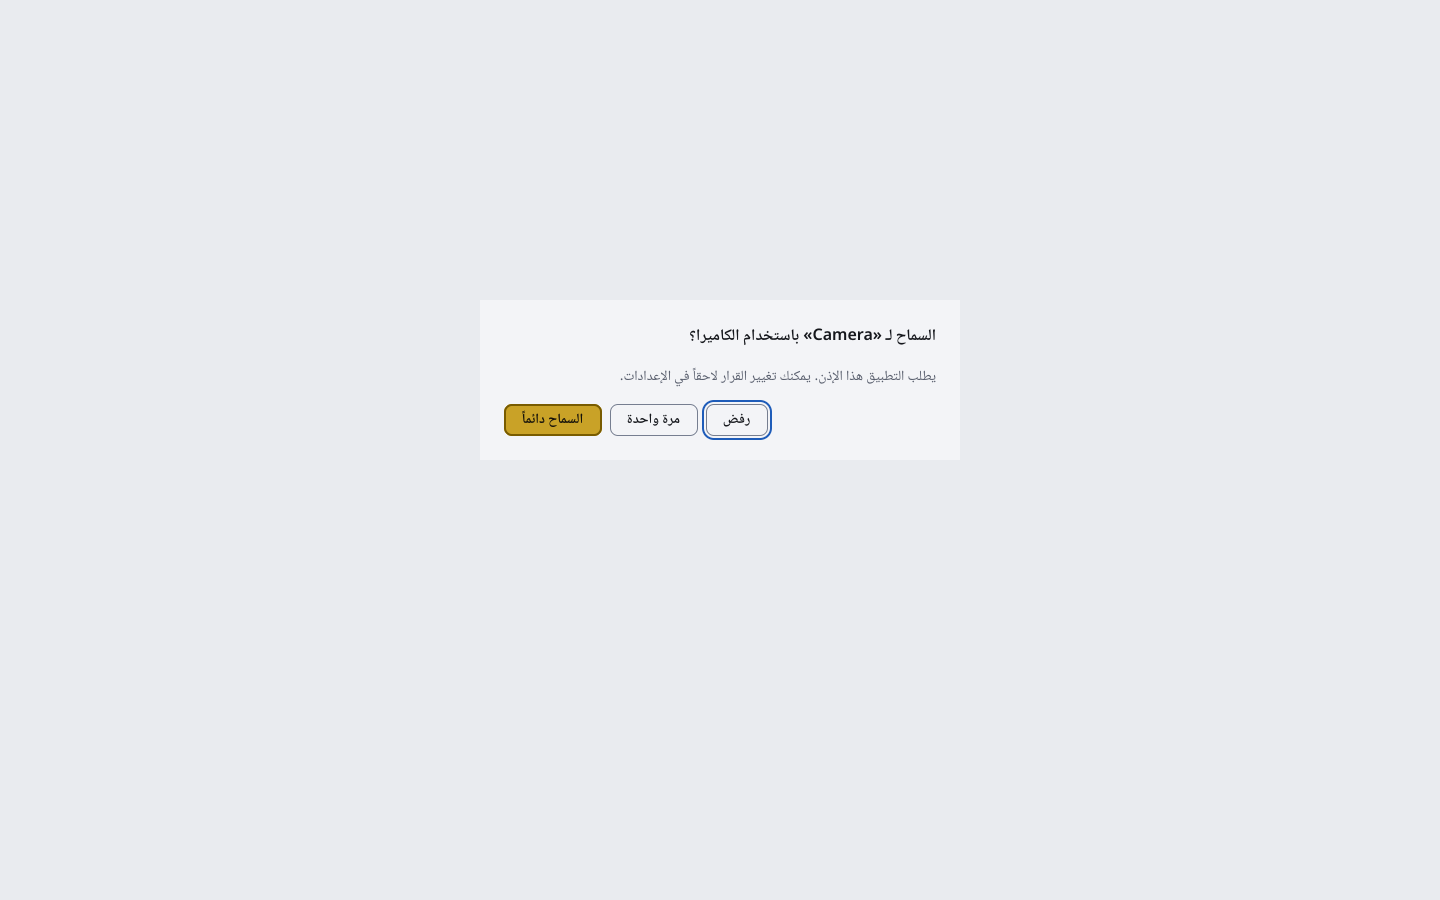 السماح لـ «Camera» باستخدام الكاميرا؟
يطلب التطبيق هذا الإذن. يمكنك تغيير القرار لاحقاً في الإعدادات.
رفض مرة واحدة السماح دائماً